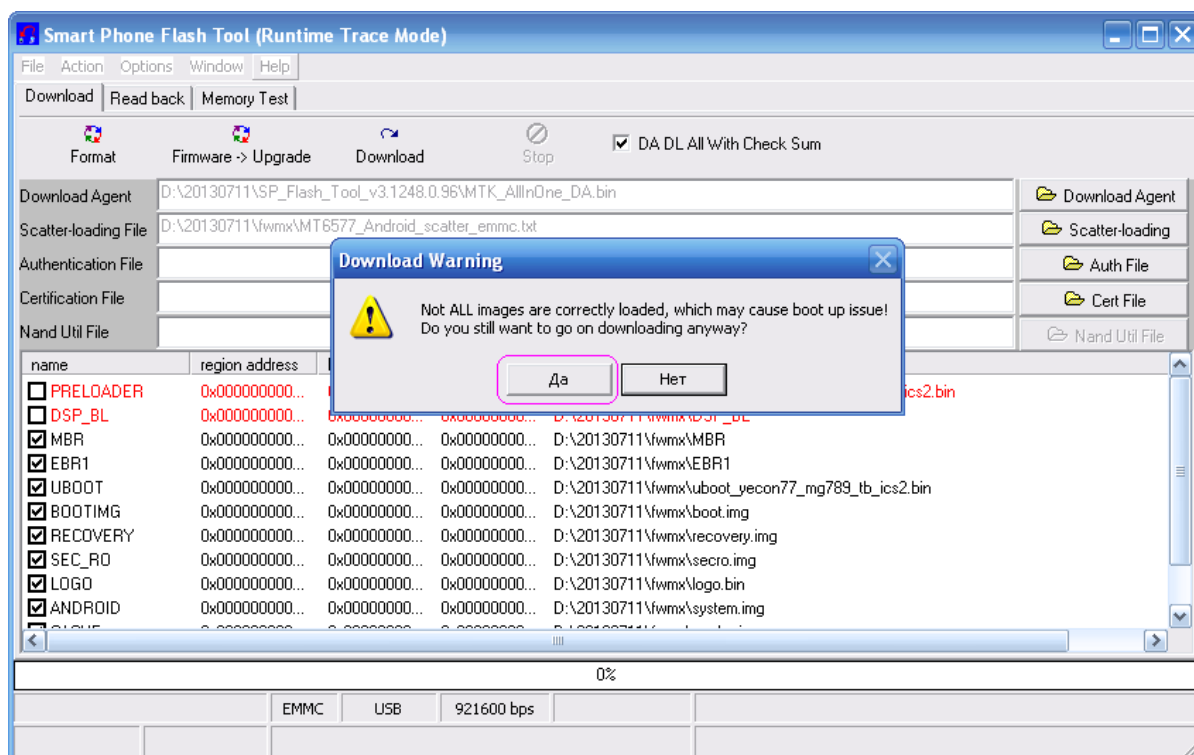 Smart Phone Flash Tool (Runtime Trace Mode)
File Action Options Window Help
Download Read back Memory Test
Format Firmware -> Upgrade Download Stop DA DL All With Check Sum
Download Agent D:\20130711\SP_Flash_Tool_v3.1248.0.96\MTK_AllInOne_DA.bin Download Agent
Scatter-loading File D:\20130711\fwmx\MT6577_Android_scatter_emmc.txt Scatter-loading
Authentication File Auth File
Certification File Cert File
Nand Util File Nand Util File
Download Warning
Not ALL images are correctly loaded, which may cause boot up issue!
Do you still want to go on downloading anyway?
Да Нет
name region address
PRELOADER 0x000000000... ics2.bin
DSP_BL 0x000000000... 0x00000000... 0x00000000... D:\20130711\fwmx\DSP_BL
MBR 0x000000000... 0x00000000... 0x00000000... D:\20130711\fwmx\MBR
EBR1 0x000000000... 0x00000000... 0x00000000... D:\20130711\fwmx\EBR1
UBOOT 0x000000000... 0x00000000... 0x00000000... D:\20130711\fwmx\uboot_yecon77_mg789_tb_ics2.bin
BOOTIMG 0x000000000... 0x00000000... 0x00000000... D:\20130711\fwmx\boot.img
RECOVERY 0x000000000... 0x00000000... 0x00000000... D:\20130711\fwmx\recovery.img
SEC_RO 0x000000000... 0x00000000... 0x00000000... D:\20130711\fwmx\secro.img
LOGO 0x000000000... 0x00000000... 0x00000000... D:\20130711\fwmx\logo.bin
ANDROID 0x000000000... 0x00000000... 0x00000000... D:\20130711\fwmx\system.img
0%
EMMC USB 921600 bps